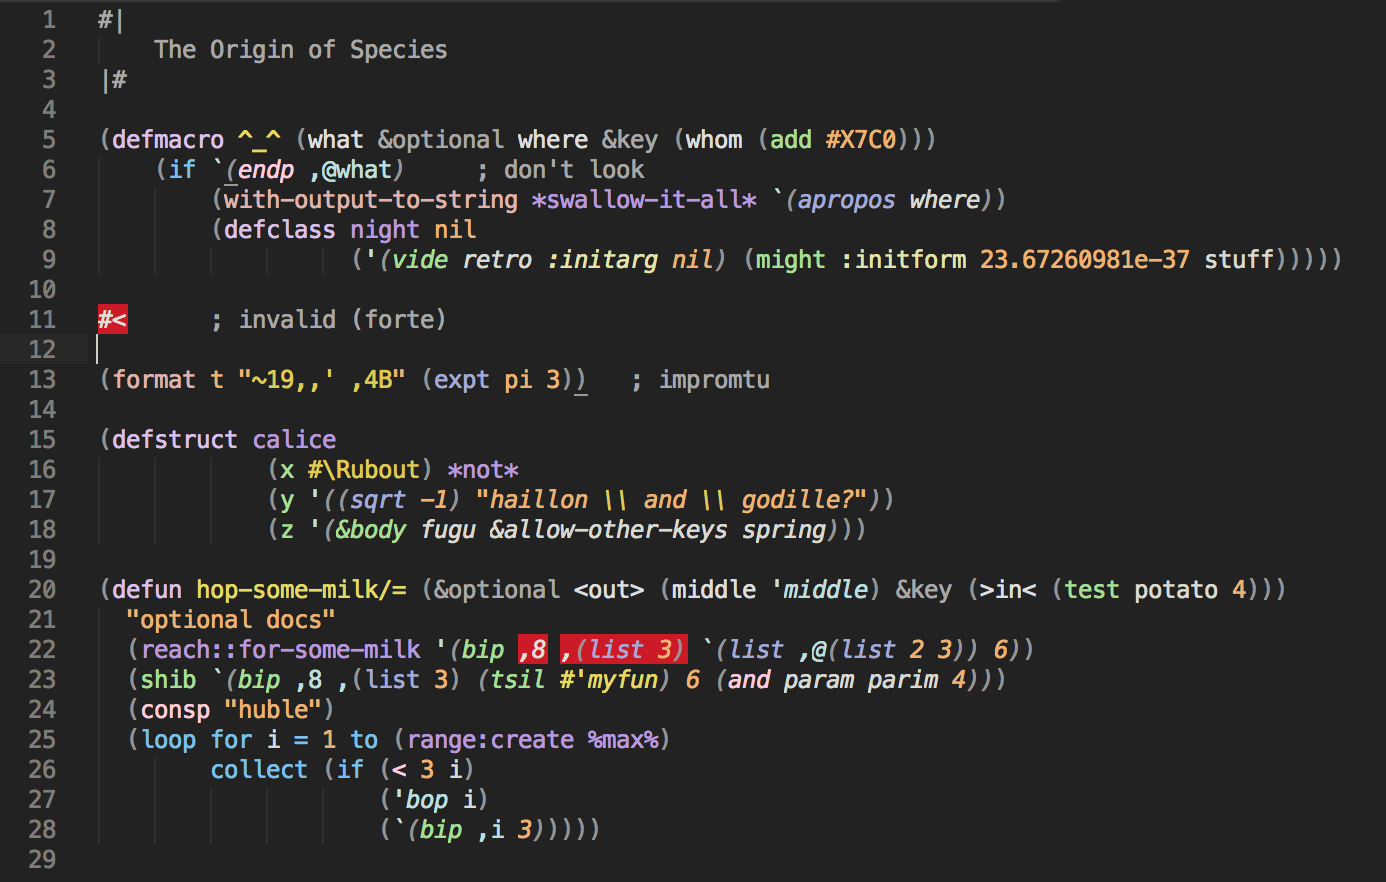 1 #|
2     The Origin of Species
3 |#
4
5 (defmacro ^_^ (what &optional where &key (whom (add #X7C0)))
6     (if `(endp ,@what)     ; don't look
7         (with-output-to-string *swallow-it-all* `(apropos where))
8         (defclass night nil
9                   ('(vide retro :initarg nil) (might :initform 23.67260981e-37 stuff)))))
10
11 #<      ; invalid (forte)
12
13 (format t "~19,,' ,4B" (expt pi 3))   ; impromtu
14
15 (defstruct calice
16             (x #\Rubout) *not*
17             (y '((sqrt -1) "haillon \\ and \\ godille?"))
18             (z '(&body fugu &allow-other-keys spring)))
19
20 (defun hop-some-milk/= (&optional <out> (middle 'middle) &key (>in< (test potato 4)))
21   "optional docs"
22   (reach::for-some-milk '(bip ,8 ,(list 3) `(list ,@(list 2 3)) 6))
23   (shib `(bip ,8 ,(list 3) (tsil #'myfun) 6 (and param parim 4)))
24   (consp "huble")
25   (loop for i = 1 to (range:create %max%)
26         collect (if (< 3 i)
27                     ('bop i)
28                     (`(bip ,i 3)))))
29